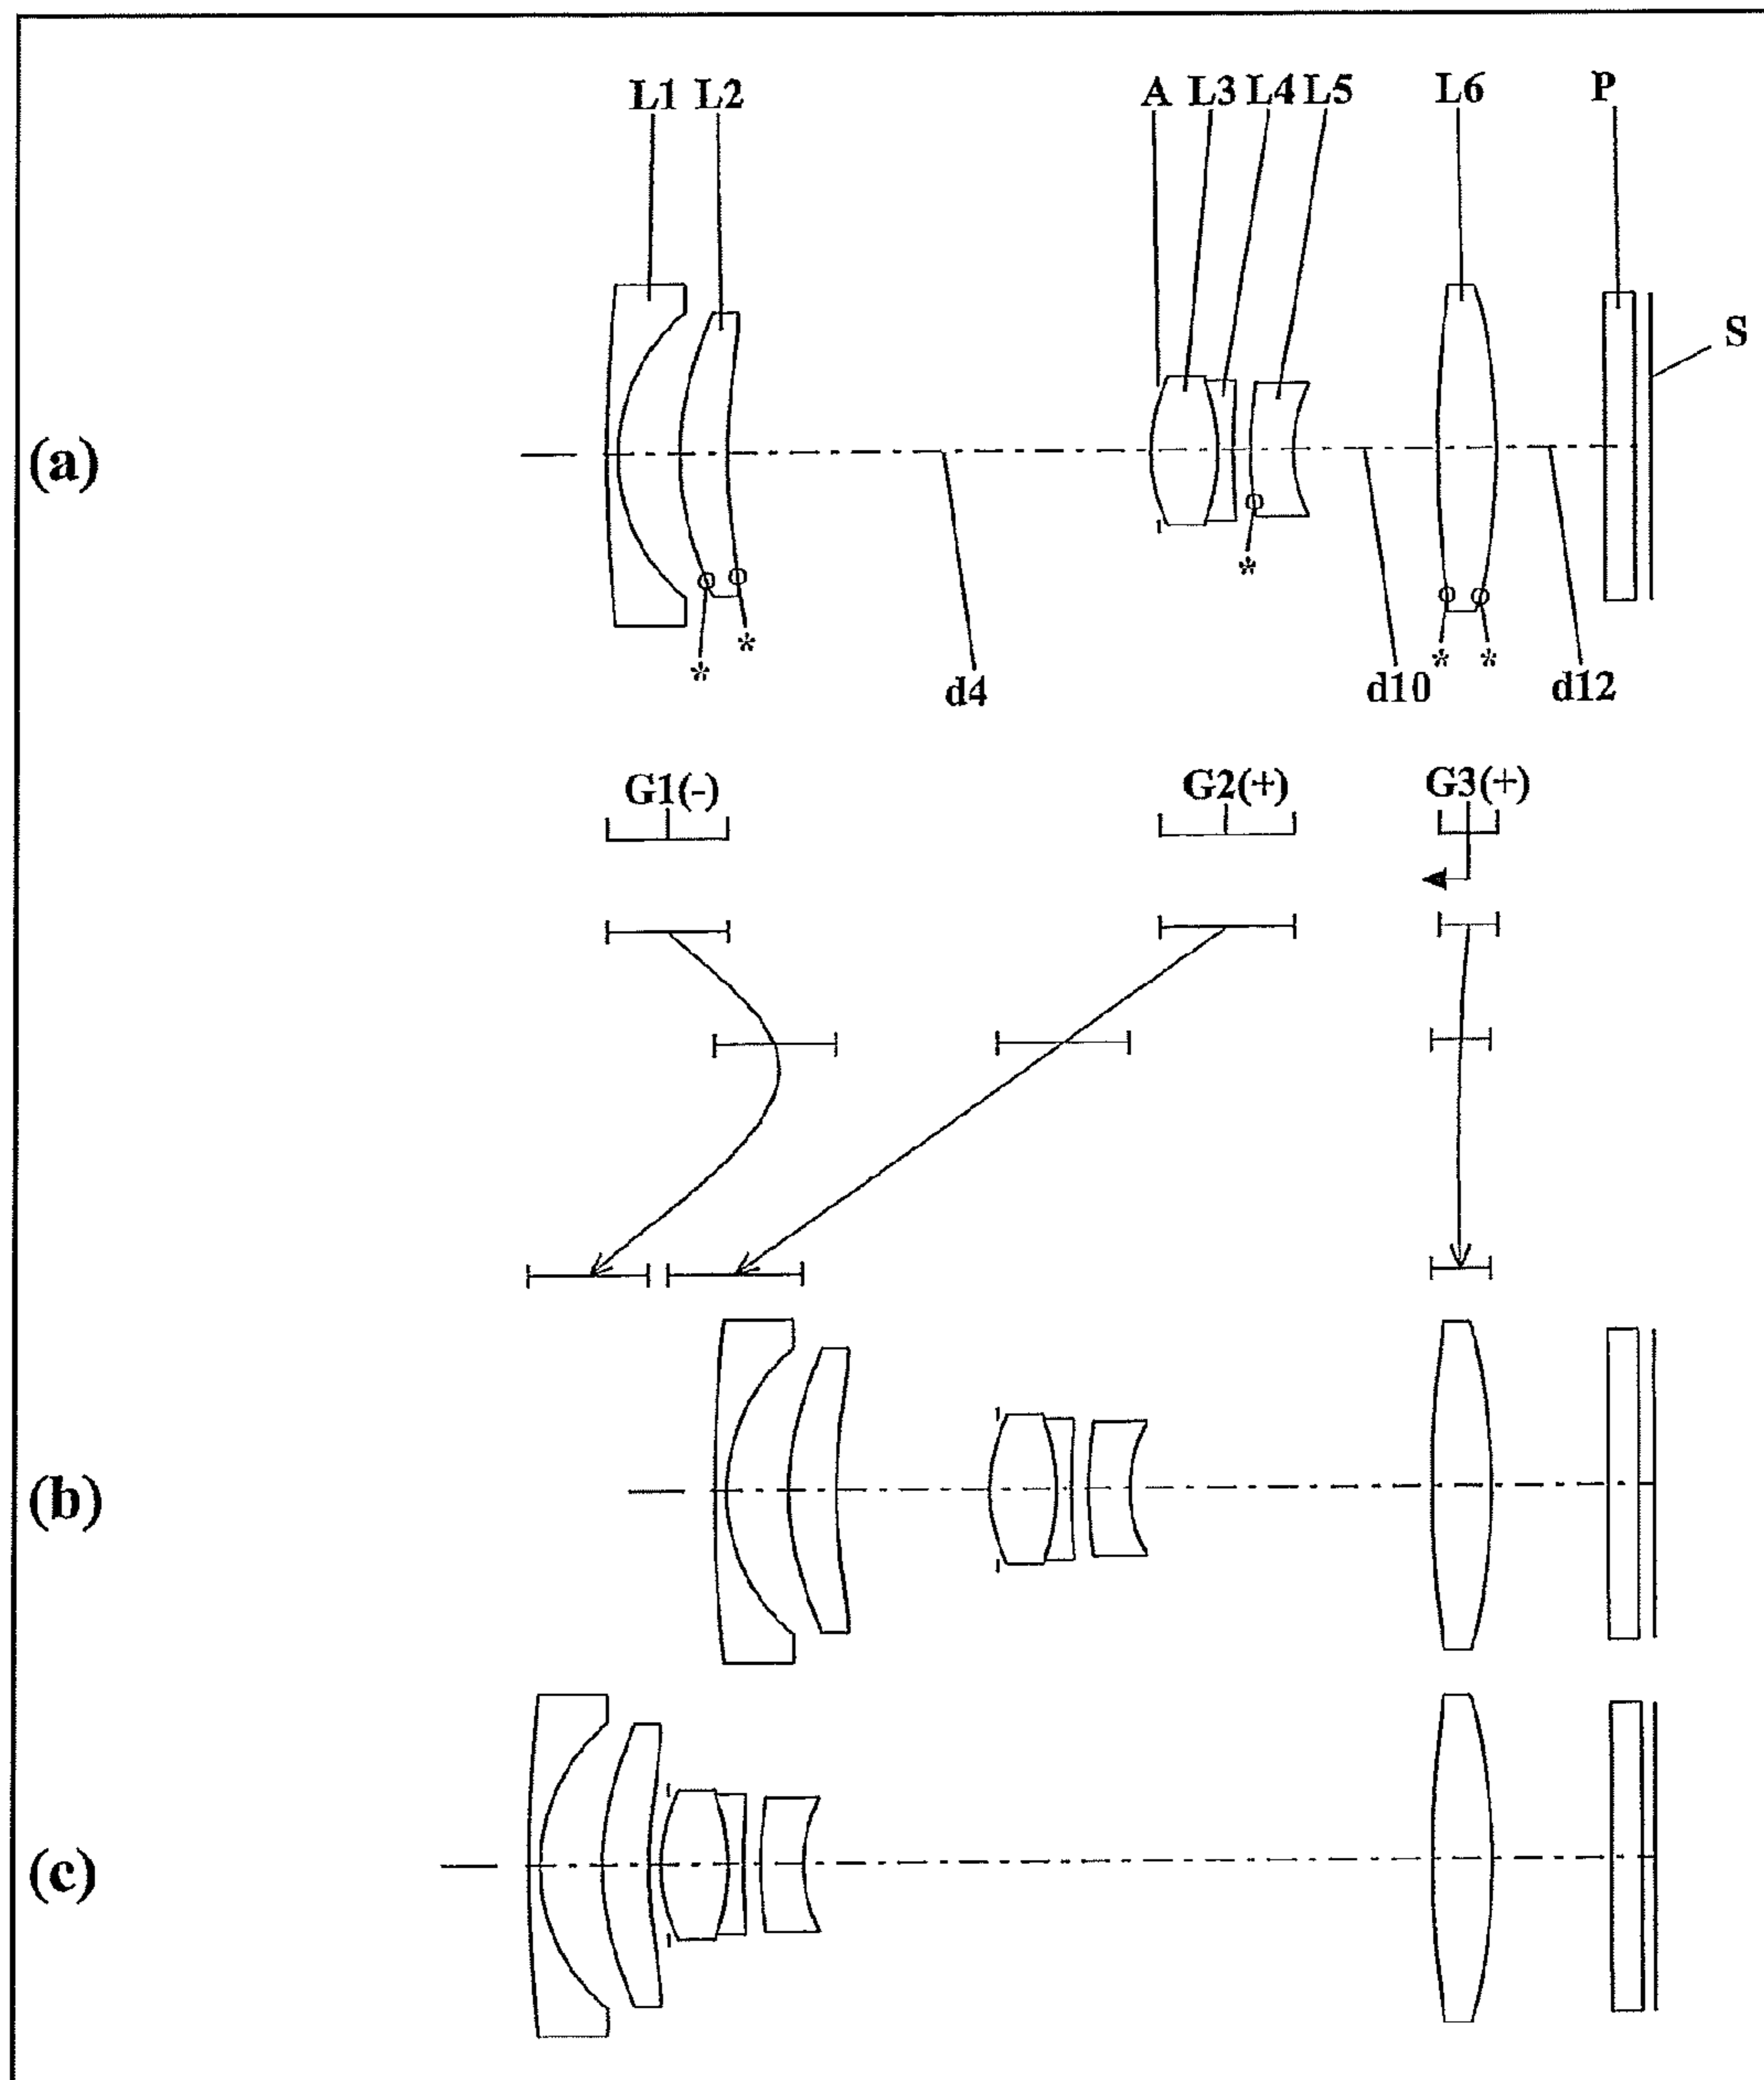 L1 L2 A L3 L4 L5 L6 P
S
(a)
*
* * * *
d4 d10 d12
G1(-) G2(+) G3(+)
(b)
(c)